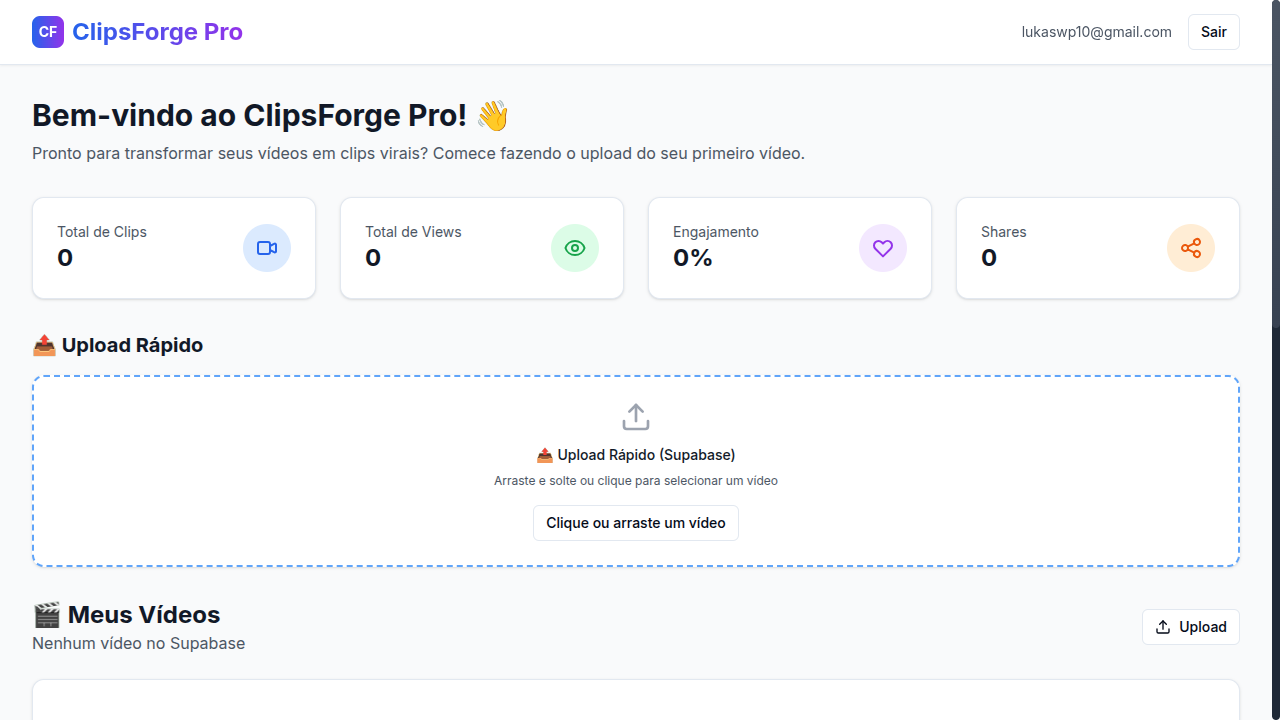 CF ClipsForge Pro
lukaswp10@gmail.com
Sair
Bem-vindo ao ClipsForge Pro! 👋
Pronto para transformar seus vídeos em clips virais? Comece fazendo o upload do seu primeiro vídeo.
Total de Clips
0
Total de Views
0
Engajamento
0%
Shares
0
📤 Upload Rápido
📤 Upload Rápido (Supabase)
Arraste e solte ou clique para selecionar um vídeo
Clique ou arraste um vídeo
🎬 Meus Vídeos
Nenhum vídeo no Supabase
Upload